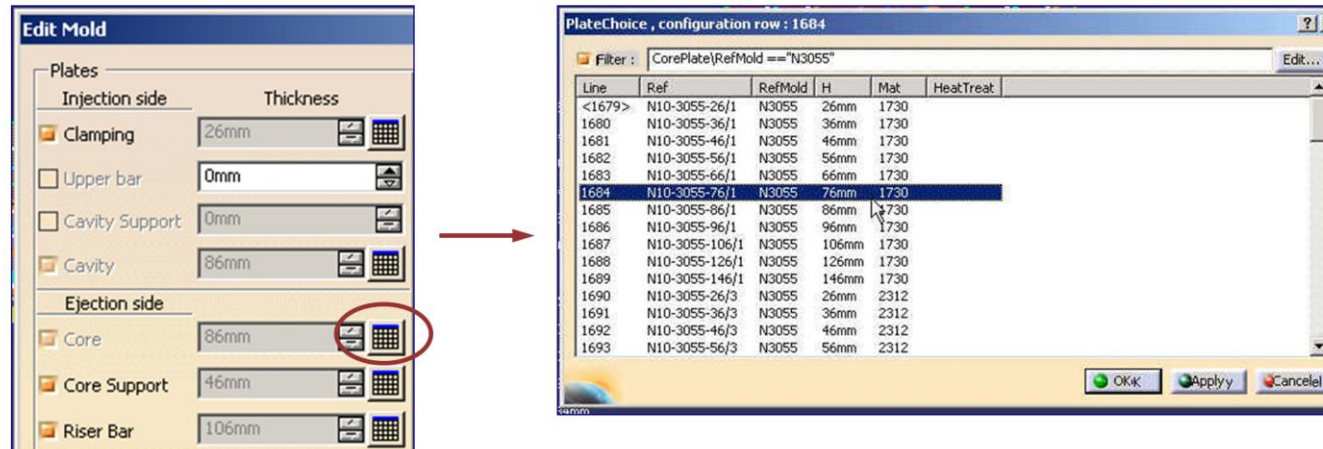 Edit Mold
Plates
Injection side Thickness
Clamping 26mm
Upper bar 0mm
Cavity Support 0mm
Cavity 86mm
Ejection side
Core 86mm
Core Support 46mm
Riser Bar 106mm
PlateChoice , configuration row : 1684 ?
Filter : CorePlate\RefMold =="N3055" Edit...
Line Ref RefMold H Mat HeatTreat
<1679> N10-3055-26/1 N3055 26mm 1730
1680 N10-3055-36/1 N3055 36mm 1730
1681 N10-3055-46/1 N3055 46mm 1730
1682 N10-3055-56/1 N3055 56mm 1730
1683 N10-3055-66/1 N3055 66mm 1730
1684 N10-3055-76/1 N3055 76mm 1730
1685 N10-3055-86/1 N3055 86mm 1730
1686 N10-3055-96/1 N3055 96mm 1730
1687 N10-3055-106/1 N3055 106mm 1730
1688 N10-3055-126/1 N3055 126mm 1730
1689 N10-3055-146/1 N3055 146mm 1730
1690 N10-3055-26/3 N3055 26mm 2312
1691 N10-3055-36/3 N3055 36mm 2312
1692 N10-3055-46/3 N3055 46mm 2312
1693 N10-3055-56/3 N3055 56mm 2312
OKK Applyy Cancelel